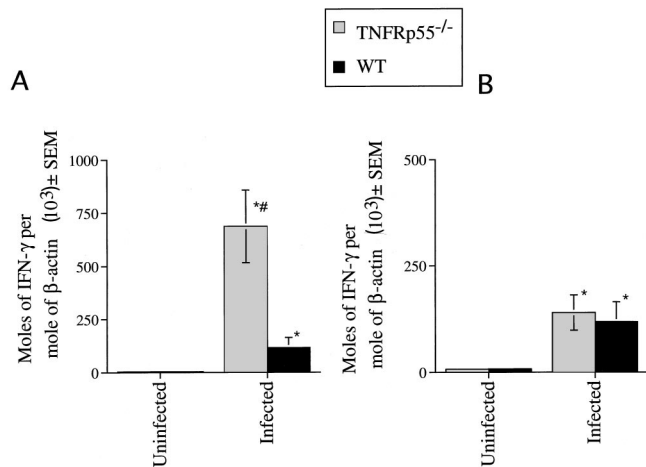 TNFRp55-/-
WT
A
B
Moles of IFN-γ per
mole of β-actin (10³)± SEM
1000
750
500
250
0
*#
*
Uninfected
Infected
Moles of IFN-γ per
mole of β-actin (10³)± SEM
500
250
0
*
*
Uninfected
Infected